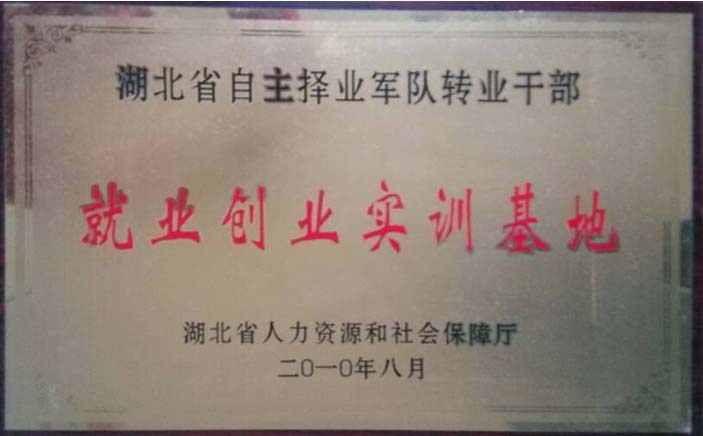 湖北省自主择业军队转业干部
就业创业实训基地
湖北省人力资源和社会保障厅
二0一0年八月